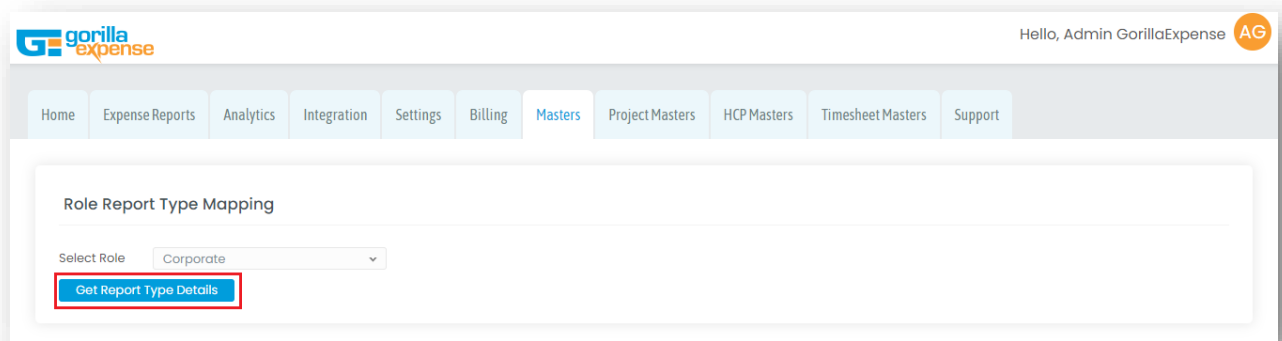 gorilla
expense
Hello, Admin GorillaExpense AG
Home Expense Reports Analytics Integration Settings Billing Masters Project Masters HCP Masters Timesheet Masters Support
Role Report Type Mapping
Select Role Corporate
Get Report Type Details